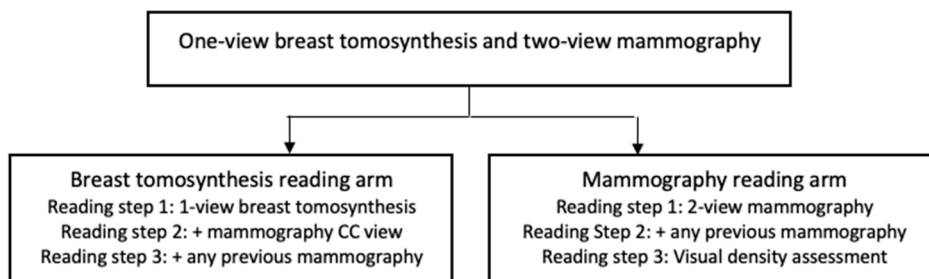 One-view breast tomosynthesis and two-view mammography
Breast tomosynthesis reading arm
Reading step 1: 1-view breast tomosynthesis
Reading step 2: + mammography CC view
Reading step 3: + any previous mammography
Mammography reading arm
Reading step 1: 2-view mammography
Reading Step 2: + any previous mammography
Reading step 3: Visual density assessment